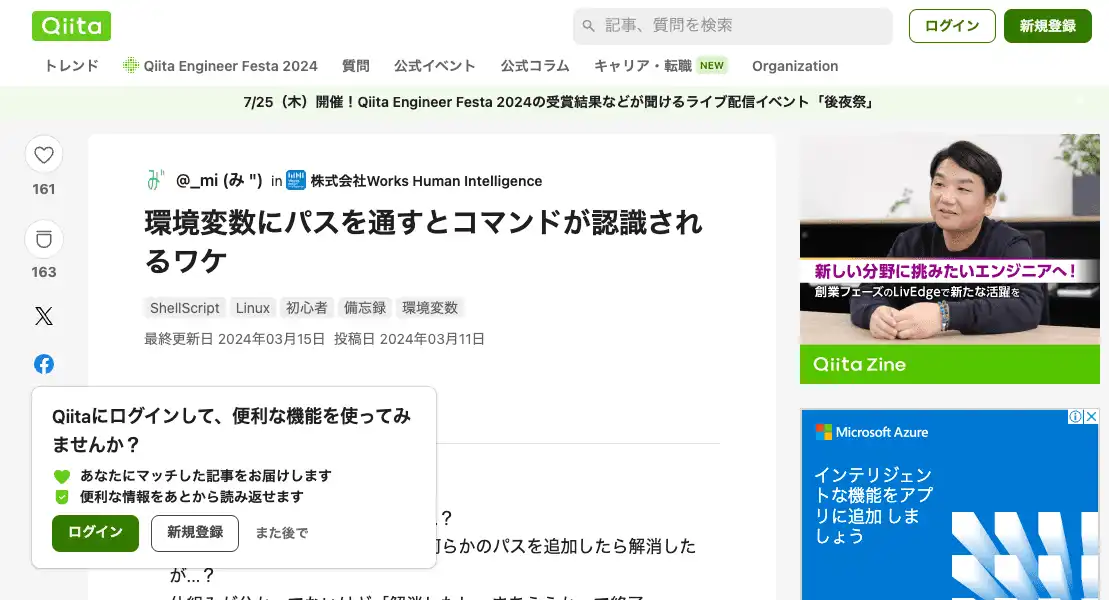 Qiita
記事、質問を検索
ログイン
新規登録
トレンド
Qiita Engineer Festa 2024
質問
公式イベント
公式コラム
キャリア・転職 NEW
Organization
7/25（木）開催！Qiita Engineer Festa 2024の受賞結果などが聞けるライブ配信イベント「後夜祭」
161
163
@_mi (み ") in 株式会社Works Human Intelligence
環境変数にパスを通すとコマンドが認識され
るワケ
ShellScript Linux 初心者 備忘録 環境変数
最終更新日 2024年03月15日 投稿日 2024年03月11日
Qiitaにログインして、便利な機能を使ってみ
ませんか？
あなたにマッチした記事をお届けします
便利な情報をあとから読み返せます
ログイン 新規登録 また後で
？
らかのパスを追加したら解消した
が…？
新しい分野に挑みたいエンジニアへ！
創業フェーズのLivEdgeで新たな活躍を
Qiita Zine
Microsoft Azure
インテリジェン
トな機能をアプ
リに追加 しま
しょう